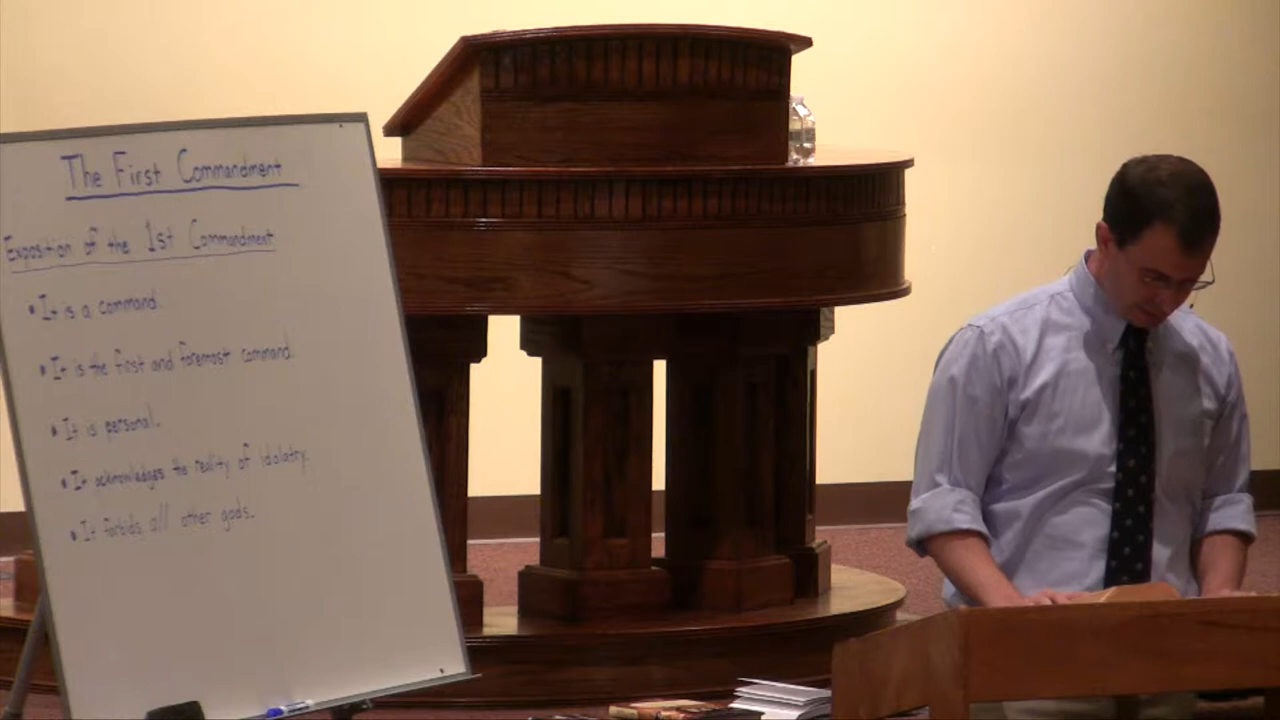 The First Commandment
Exposition of the 1st Commandment
• It is a command.
• It is the first and foremost command.
• It is personal.
• It acknowledges the reality of idolatry.
• It forbids all other gods.